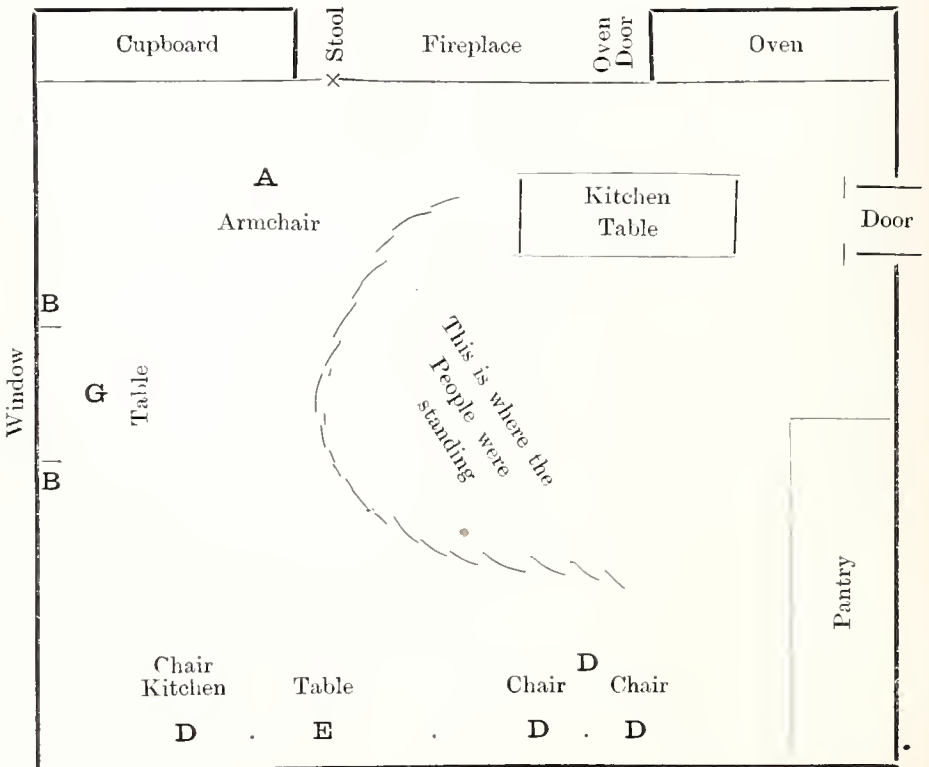 Cupboard
Stool
Fireplace
Oven
Door
Oven
A
Armchair
Kitchen
Table
Door
B
Window
G
Table
B
This is where the
People were
standing
Pantry
Chair
Kitchen
D
Table
E
D
Chair
Chair
D
D